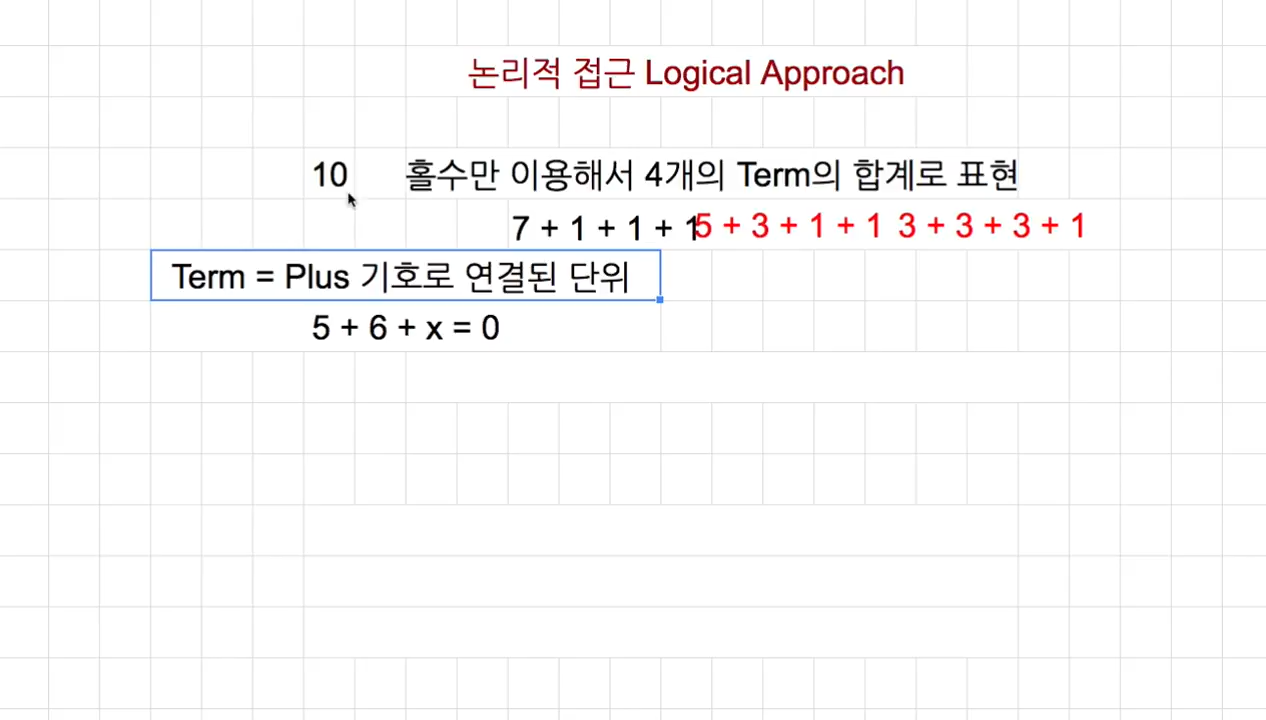 논리적 접근 Logical Approach
10 홀수만 이용해서 4개의 Term의 합계로 표현
7 + 1 + 1 + 1 5 + 3 + 1 + 1 3 + 3 + 3 + 1
Term = Plus 기호로 연결된 단위
5 + 6 + x = 0